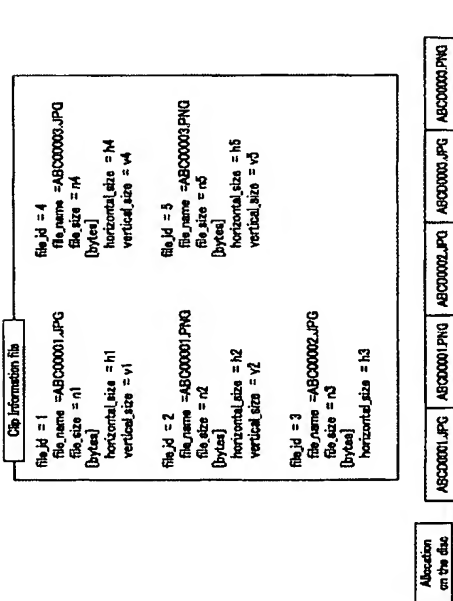 Clip information file
file_id = 1
file_name =ABC00001.JPG
file_size = n1
[bytes]
horizontal_size = h1
vertical_size = v1
file_id = 2
file_name =ABC00001.PNG
file_size = n2
[bytes]
horizontal_size = h2
vertical_size = v2
file_id = 3
file_name =ABC00002.JPG
file_size = n3
[bytes]
horizontal_size = h3
file_id = 4
file_name =ABC00003.JPG
file_size = n4
[bytes]
horizontal_size = h4
vertical_size = v4
file_id = 5
file_name =ABC00003.PNG
file_size = n5
[bytes]
horizontal_size = h5
vertical_size = v5
Allocation
on the disc
ABC00001.JPG
ABC00001.PNG
ABC00002.JPG
ABC00003.JPG
ABC00003.PNG